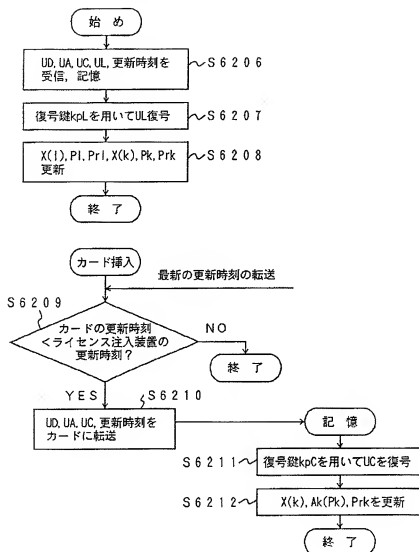 始め
UD, UA, UC, UL, 更新時刻を
受信, 記憶
S6206
復号鍵kpLを用いてUL復号
S6207
X(l), Pl, Prl, X(k), Pk, Prk
更新
S6208
終了
カード挿入
最新の更新時刻の転送
S6209
カードの更新時刻
<ライセンス注入装置の
更新時刻?
NO
終了
YES
S6210
UD, UA, UC, 更新時刻を
カードに転送
記憶
S6211
復号鍵kpCを用いてUCを復号
S6212
X(k), Ak(Pk), Prkを更新
終了